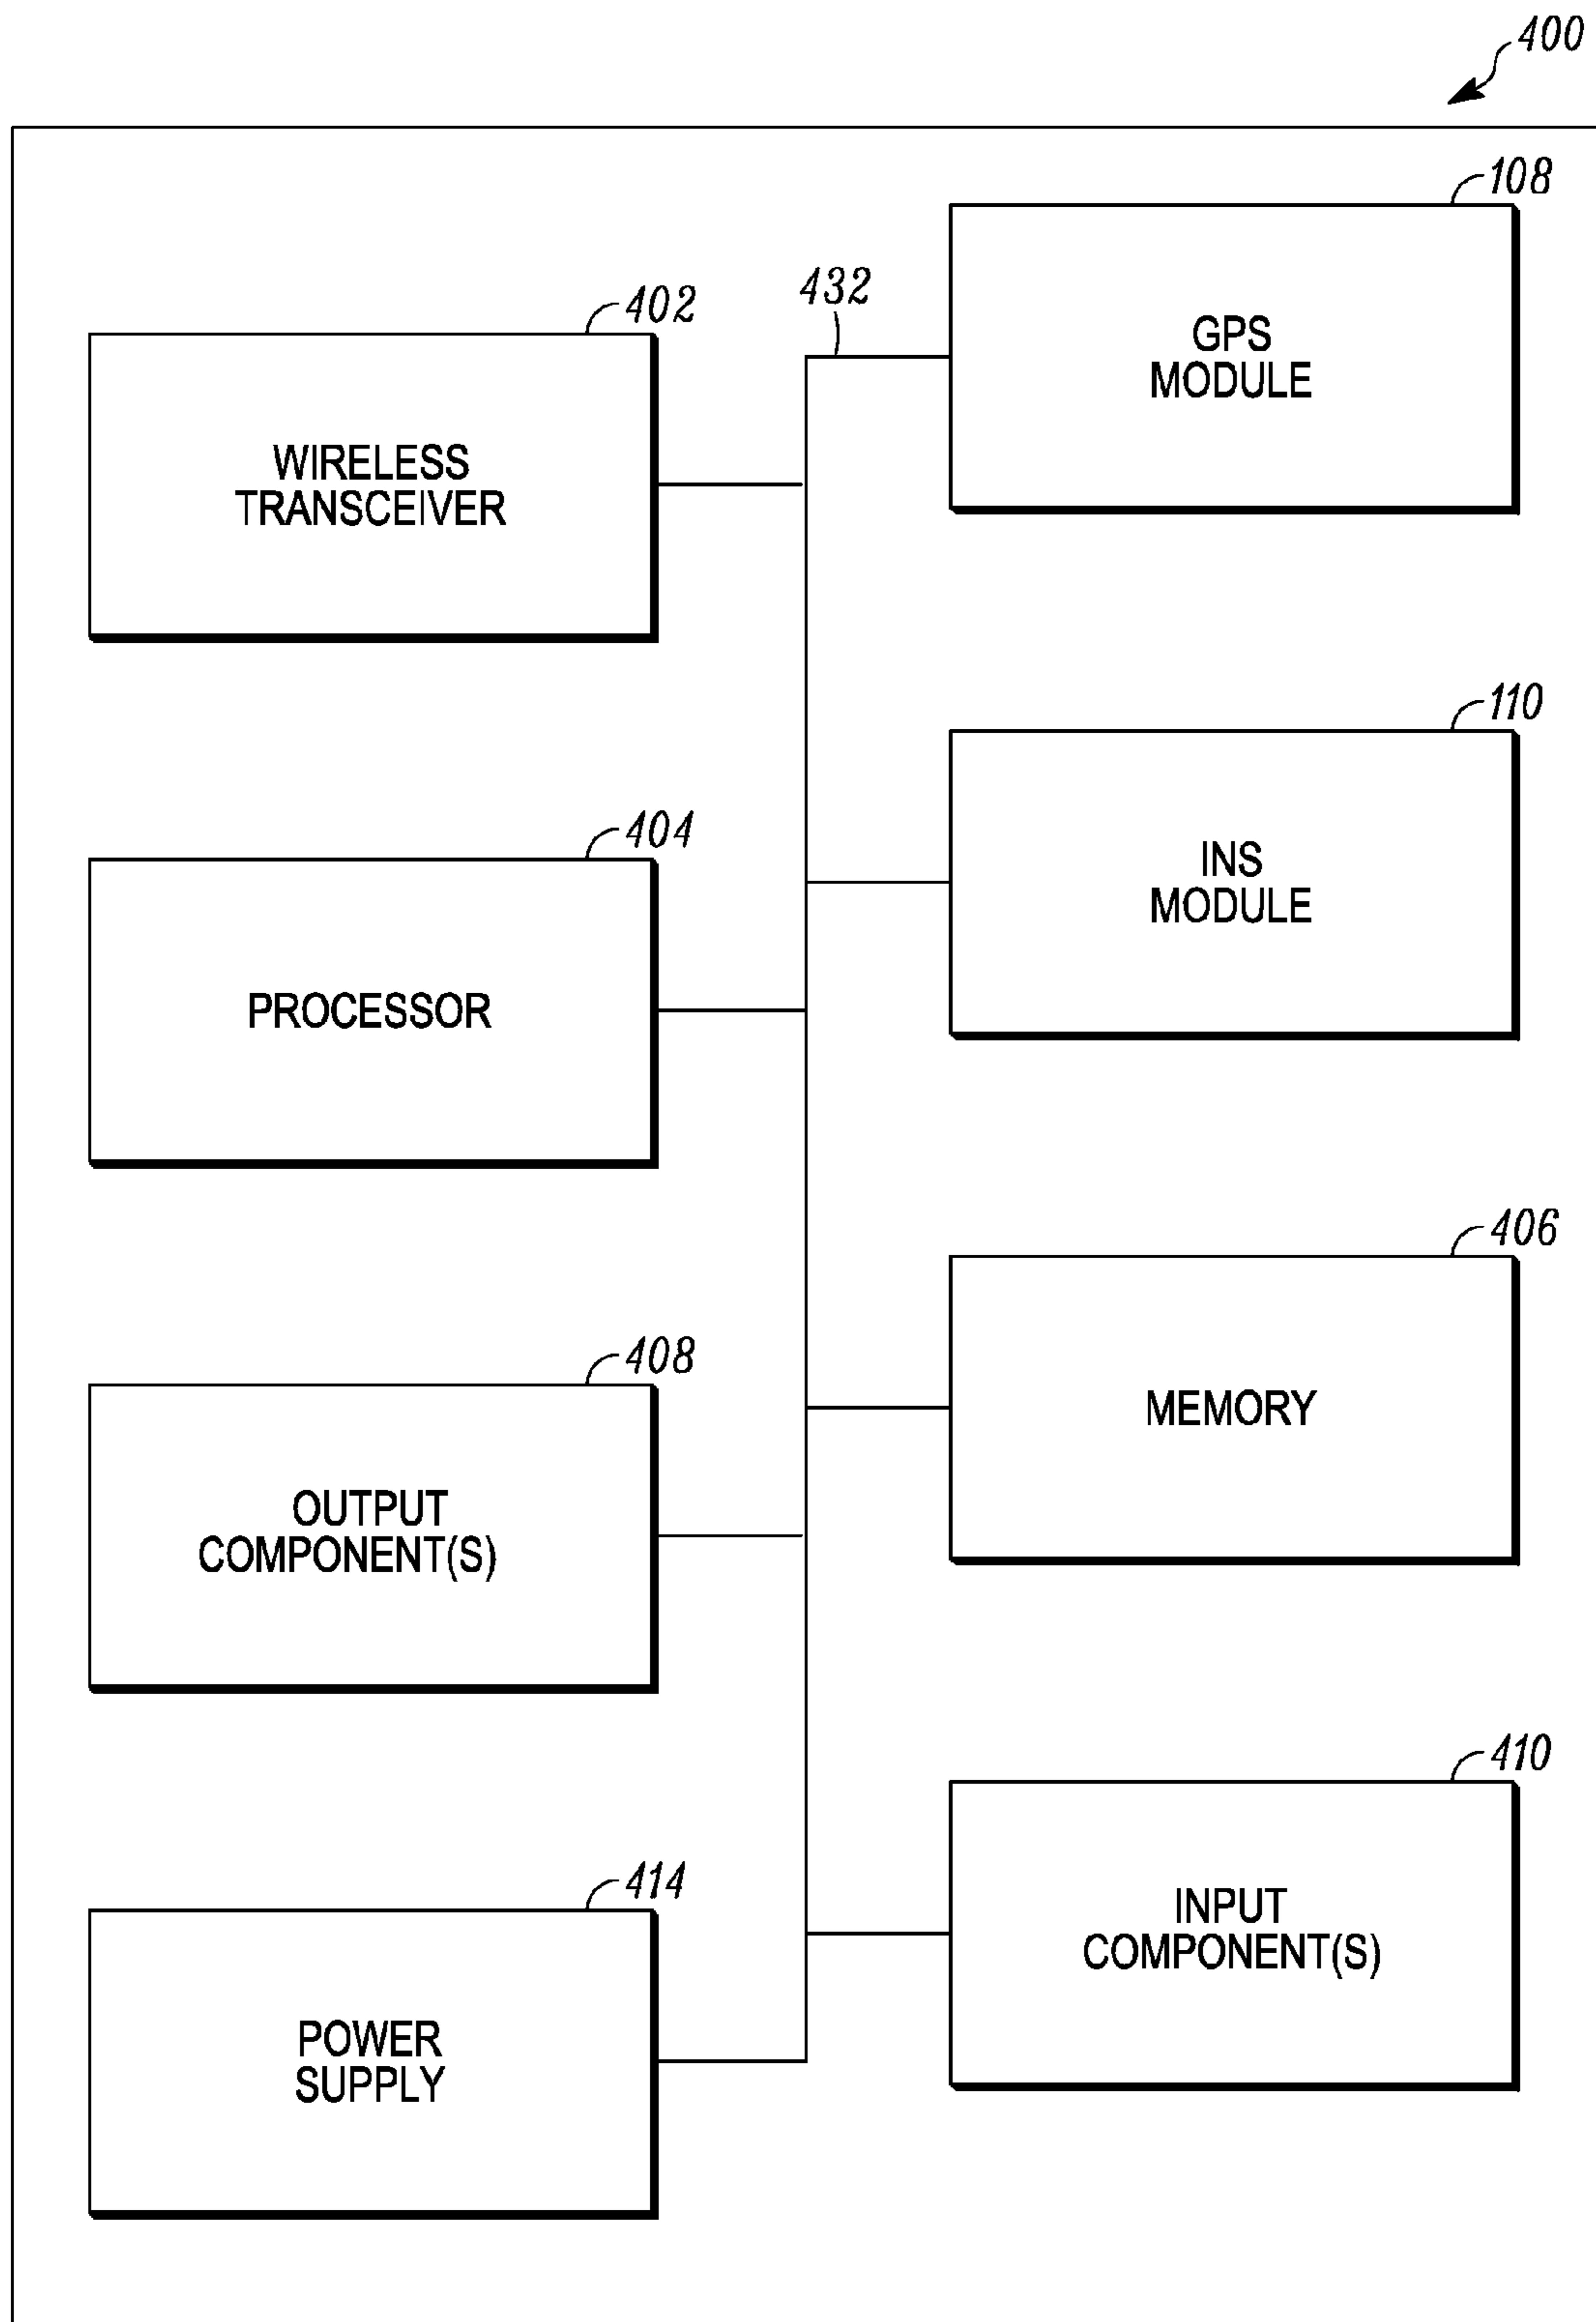 400
108
GPS
MODULE
432
402
WIRELESS
TRANSCEIVER
110
INS
MODULE
404
PROCESSOR
406
MEMORY
408
OUTPUT
COMPONENT(S)
410
INPUT
COMPONENT(S)
414
POWER
SUPPLY